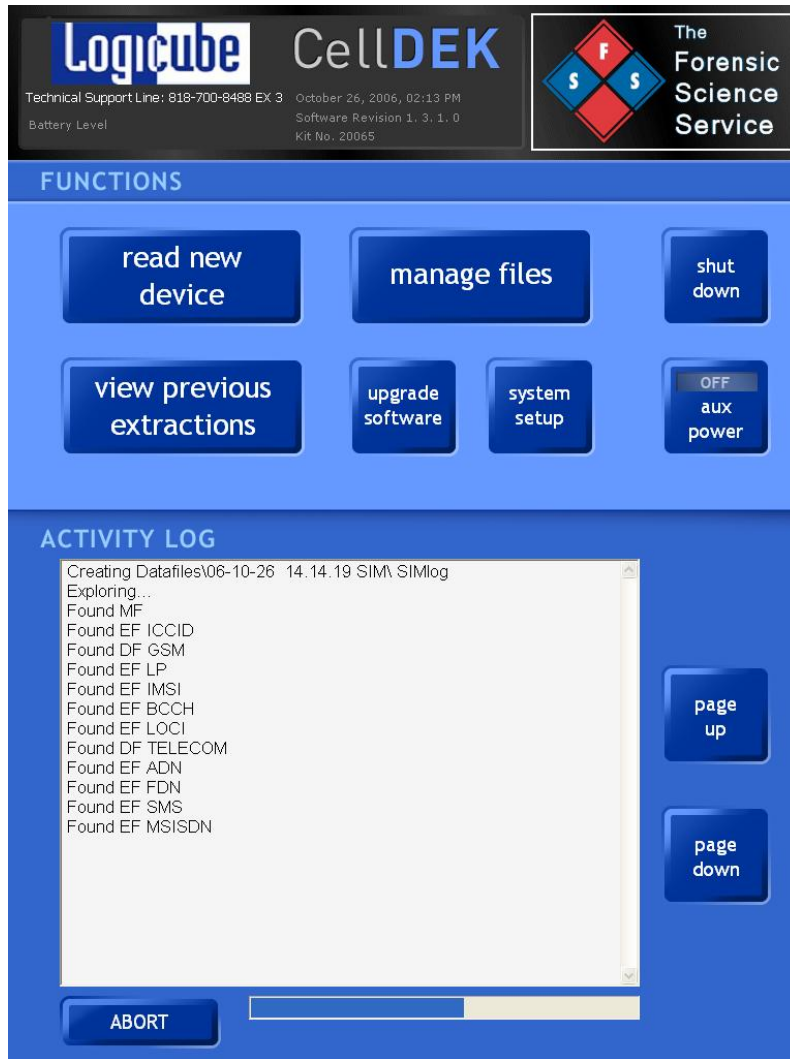 Logicube
CellDEK
Technical Support Line: 818-700-8488 EX 3
October 26, 2006, 02:13 PM
Battery Level
Software Revision 1. 3. 1. 0
Kit No. 20065
F
S S
The
Forensic
Science
Service
FUNCTIONS
read new
device
manage files
shut
down
view previous
extractions
upgrade
software
system
setup
OFF
aux
power
ACTIVITY LOG
Creating Datafiles\06-10-26 14.14.19 SIM\ SIMlog
Exploring...
Found MF
Found EF ICCID
Found DF GSM
Found EF LP
Found EF IMSI
Found EF BCCH
Found EF LOCI
Found DF TELECOM
Found EF ADN
Found EF FDN
Found EF SMS
Found EF MSISDN
page
up
page
down
ABORT